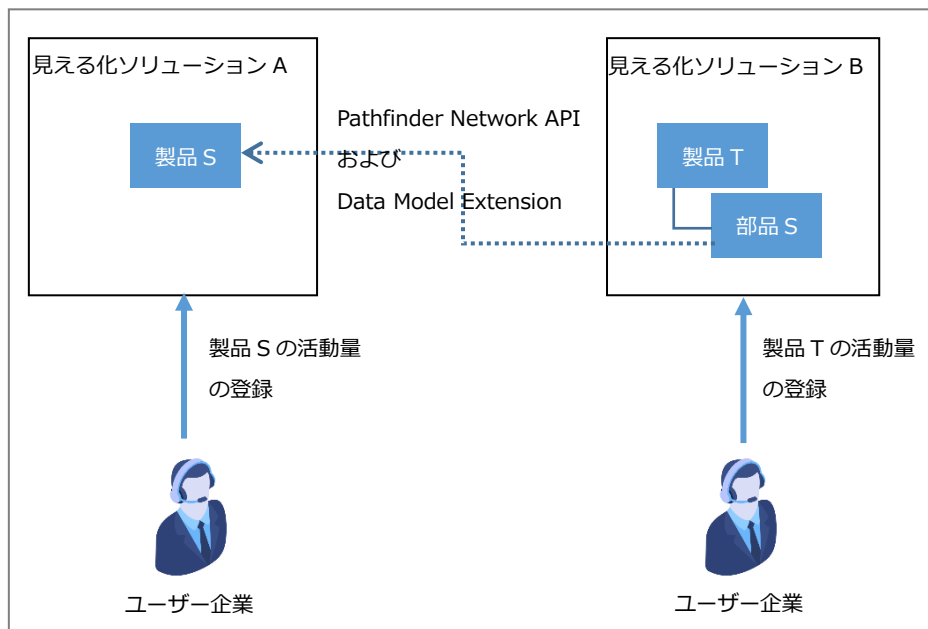 見える化ソリューション A
見える化ソリューション B
Pathfinder Network API
および
Data Model Extension
製品 S
製品 T
部品 S
製品 S の活動量
の登録
製品 T の活動量
の登録
ユーザー企業
ユーザー企業